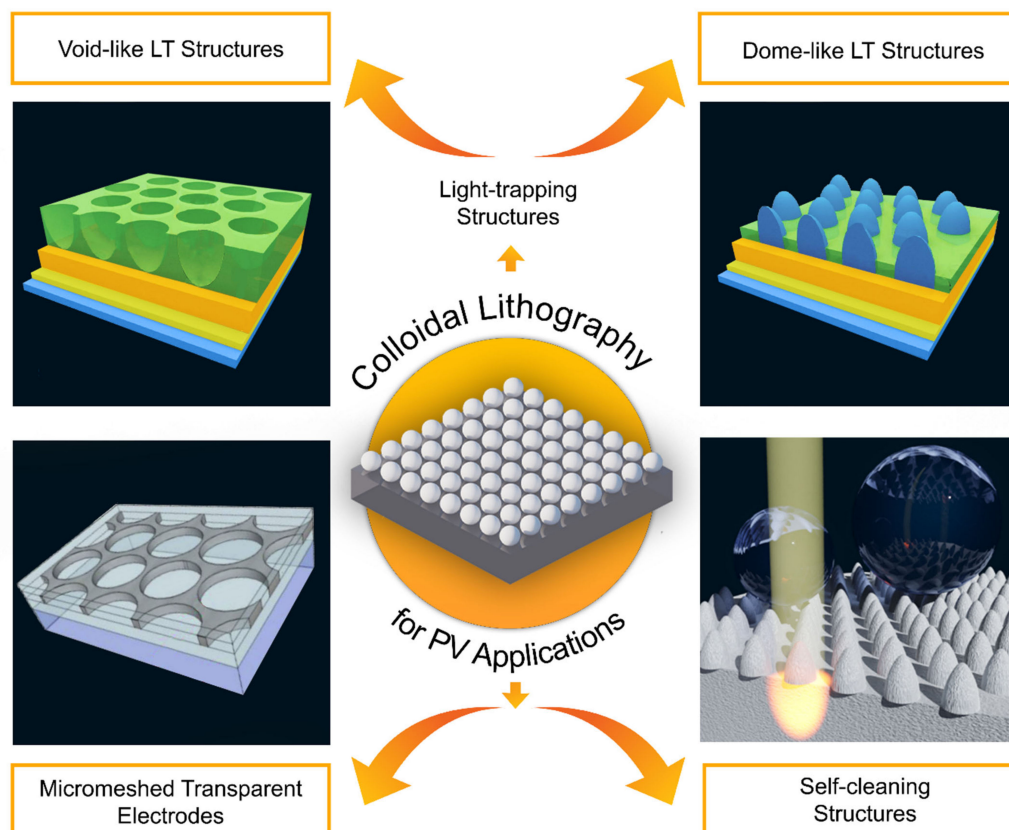 Void-like LT Structures
Dome-like LT Structures
Light-trapping
Structures
Colloidal Lithography
for PV Applications
Micromeshed Transparent
Electrodes
Self-cleaning
Structures